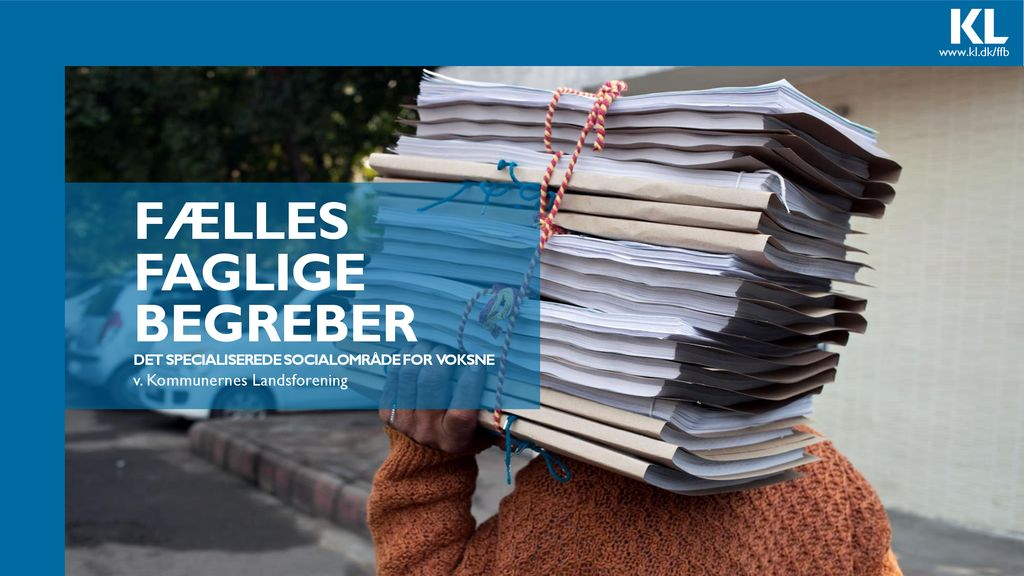 KL
www.kl.dk/ffb
FÆLLES
FAGLIGE
BEGREBER
DET SPECIALISEREDE SOCIALOMRÅDE FOR VOKSNE
v. Kommunernes Landsforening